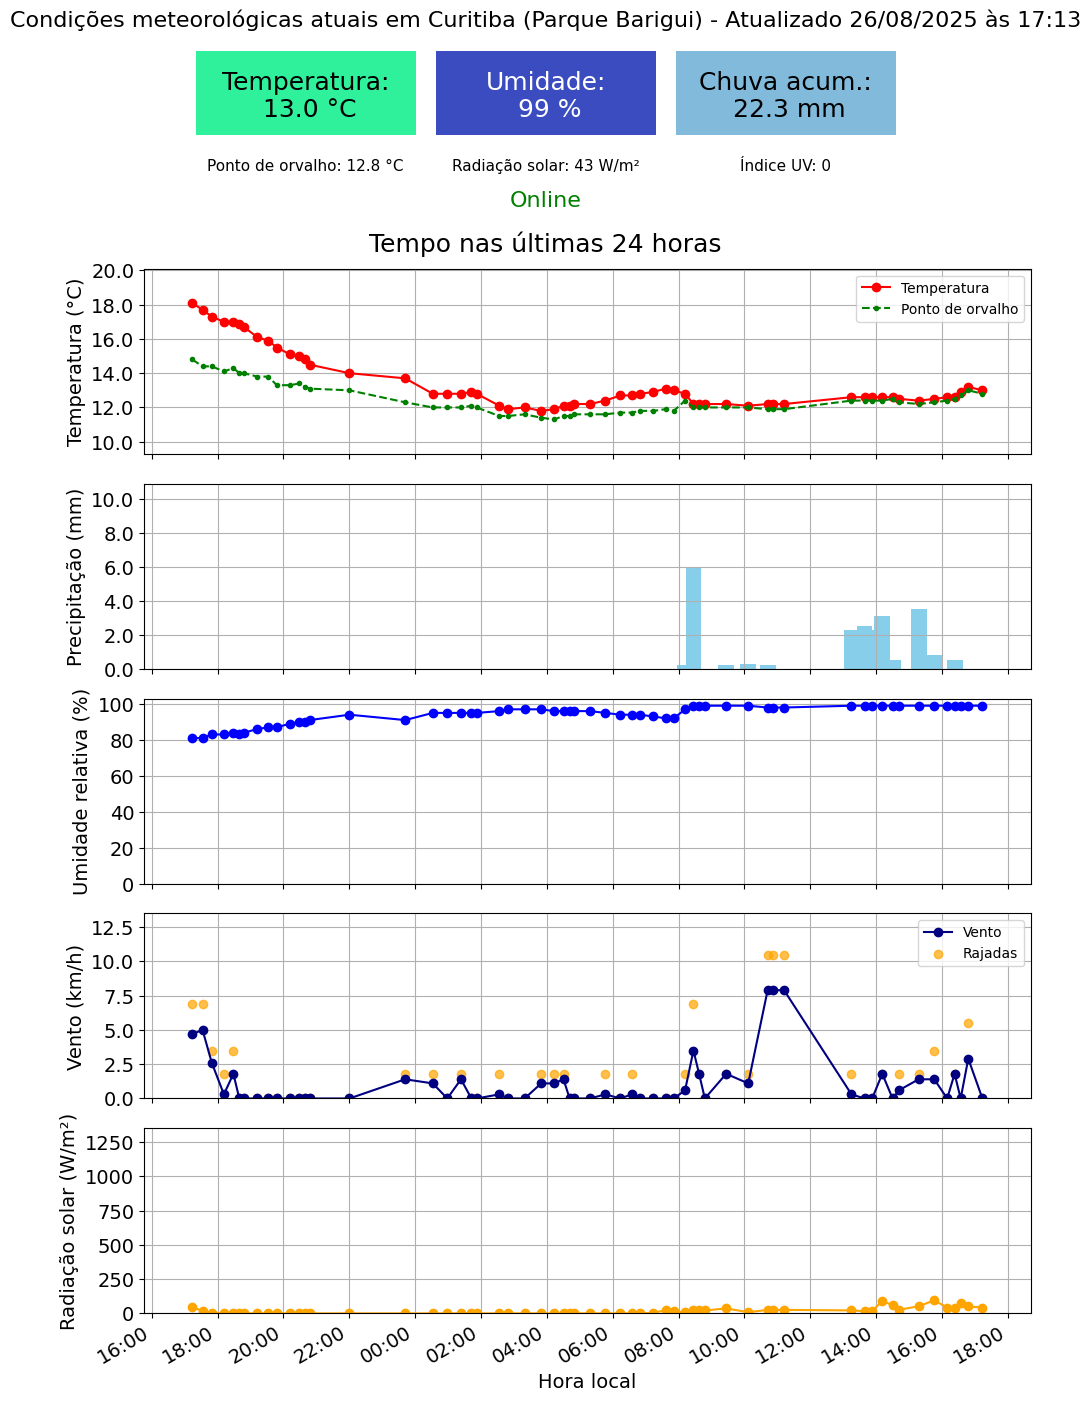 Condições meteorológicas atuais em Curitiba (Parque Barigui) - Atualizado 26/08/2025 às 17:13
Temperatura:
13.0 °C
Umidade:
99 %
Chuva acum.:
22.3 mm
Ponto de orvalho: 12.8 °C
Radiação solar: 43 W/m²
Índice UV: 0
Online
Tempo nas últimas 24 horas
Temperatura (°C)
20.0
18.0
16.0
14.0
12.0
10.0
Temperatura
Ponto de orvalho
Precipitação (mm)
10.0
8.0
6.0
4.0
2.0
0.0
Umidade relativa (%)
100
80
60
40
20
0
Vento (km/h)
12.5
10.0
7.5
5.0
2.5
0.0
Vento
Rajadas
Radiação solar (W/m²)
1250
1000
750
500
250
0
16:00
18:00
20:00
22:00
00:00
02:00
04:00
06:00
08:00
10:00
12:00
14:00
16:00
18:00
Hora local